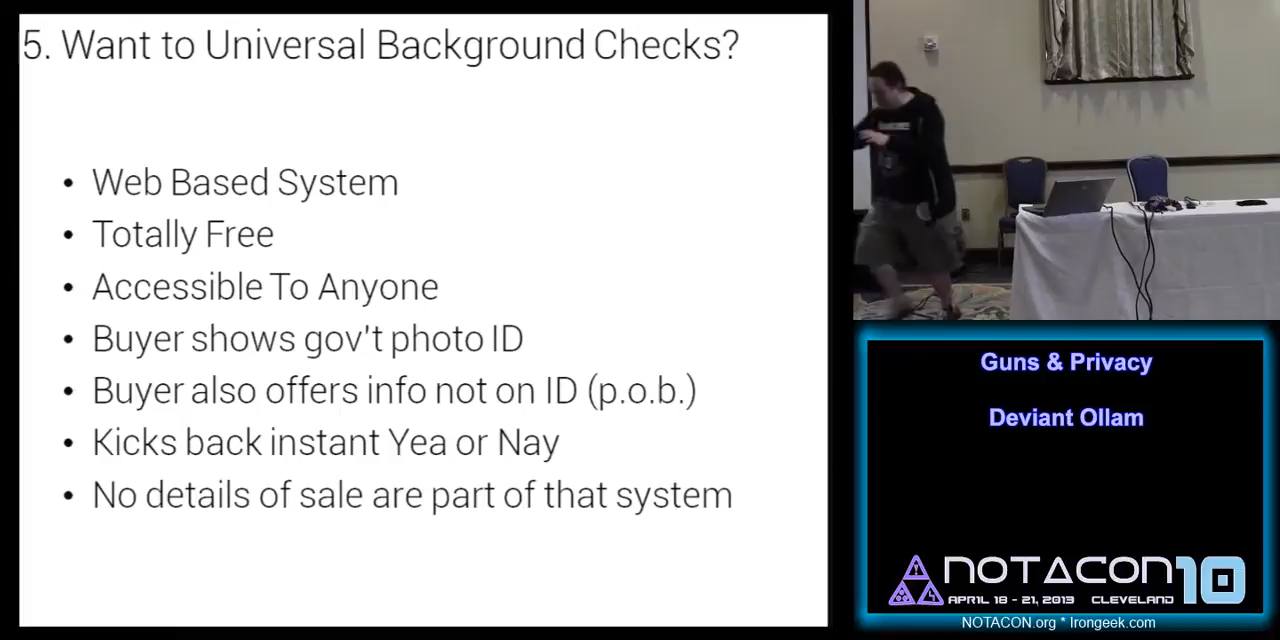 5. Want to Universal Background Checks?
• Web Based System
• Totally Free
• Accessible To Anyone
• Buyer shows gov't photo ID
• Buyer also offers info not on ID (p.o.b.)
• Kicks back instant Yea or Nay
• No details of sale are part of that system
Guns & Privacy
Deviant Ollam
NOTACON 10
APRIL 18 - 21, 2013 CLEVELAND
NOTACON.org * Irongeek.com